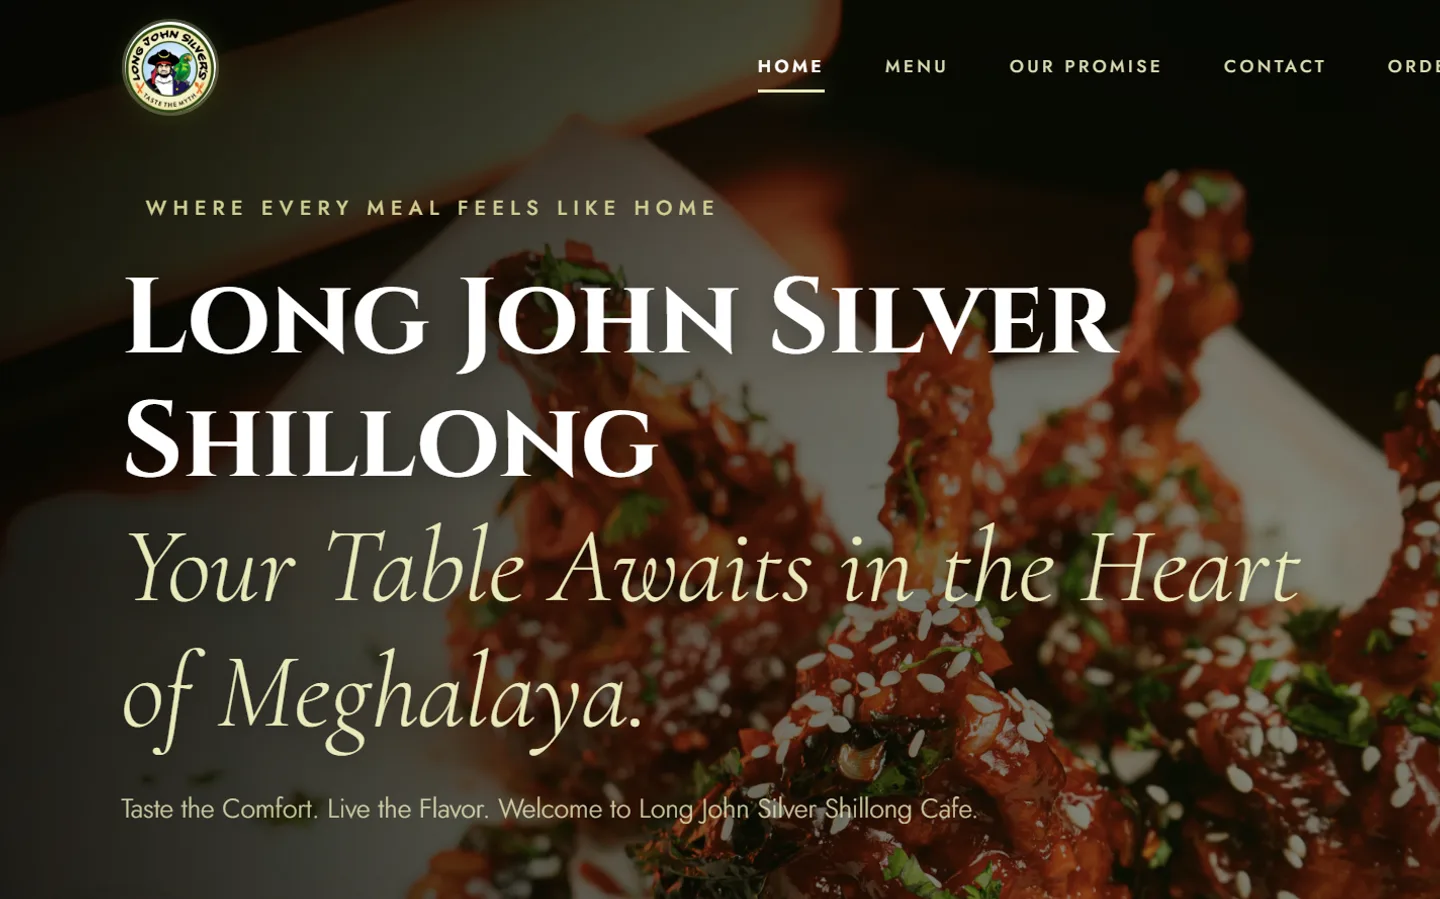 LONG JOHN SILVER'S
TASTE THE MYTH
HOME
MENU
OUR PROMISE
CONTACT
WHERE EVERY MEAL FEELS LIKE HOME
LONG JOHN SILVER
SHILLONG
Your Table Awaits in the Heart
of Meghalaya.
Taste the Comfort. Live the Flavor. Welcome to Long John Silver Shillong Cafe.